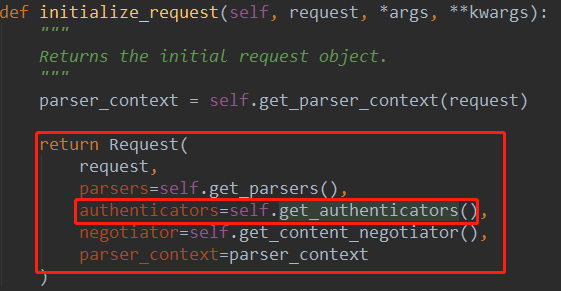 def initialize_request(self, request, *args, **kwargs):
"""
Returns the initial request object.
"""
parser_context = self.get_parser_context(request)
return Request(
request,
parsers=self.get_parsers(),
authenticators=self.get_authenticators(),
negotiator=self.get_content_negotiator(),
parser_context=parser_context
)